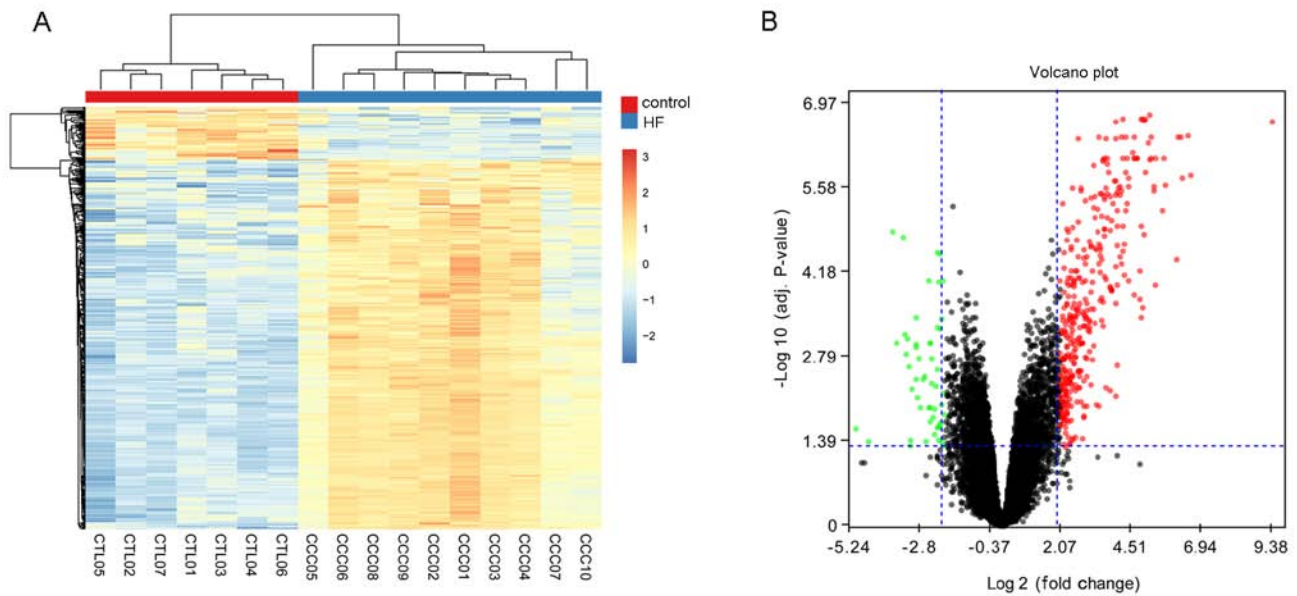 A
control
HF
3
2
1
0
−1
−2
CTL05
CTL02
CTL07
CTL01
CTL03
CTL04
CTL06
CCC05
CCC06
CCC08
CCC09
CCC02
CCC01
CCC03
CCC04
CCC07
CCC10
B
Volcano plot
-Log 10 (adj. P-value)
6.97
5.58
4.18
2.79
1.39
0
-5.24 -2.8 -0.37 2.07 4.51 6.94 9.38
Log 2 (fold change)